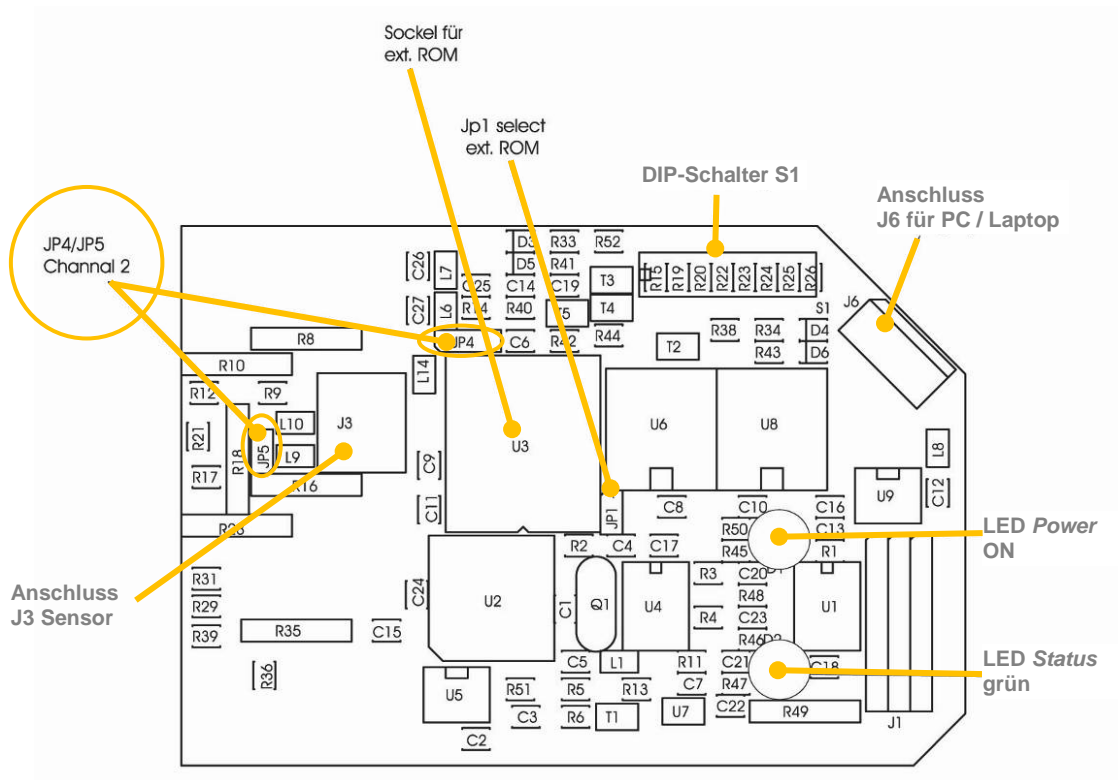 Sockel für
ext. ROM
Jp1 select
ext. ROM
DIP-Schalter S1
Anschluss
J6 für PC / Laptop
JP4/JP5
Channal 2
D3 R33 R52
C26 L7 D5 R41
C25 C14 C19 T3 R15 R19 R20 R22 R23 R24 R25 R26
C27 L6 R14 R40 T5 T4 S1 J6
R8 JP4 C6 R42 R44 R38 R34 D4
R10 L14 T2 R43 D6
R12 R9
R21 L10 J3 U3 U6 U8
R18 JP5 L9 C9 L8
R17 R16 U9 C12
C11 JP1 C8 C10 C16
R28 R50 C13
LED Power
ON
R2 C4 C17 R45 R1
R31 R3 C20 D1
Anschluss
J3 Sensor
R29 C24 U2 C1 Q1 U4 R48 U1
R4 C23
R39 R35 C15 R46 D2
R36 C5 L1 R11 C21 C18
LED Status
grün
U5 R51 R5 R13 C7 R47
C3 R6 T1 U7 C22 R49 J1
C2